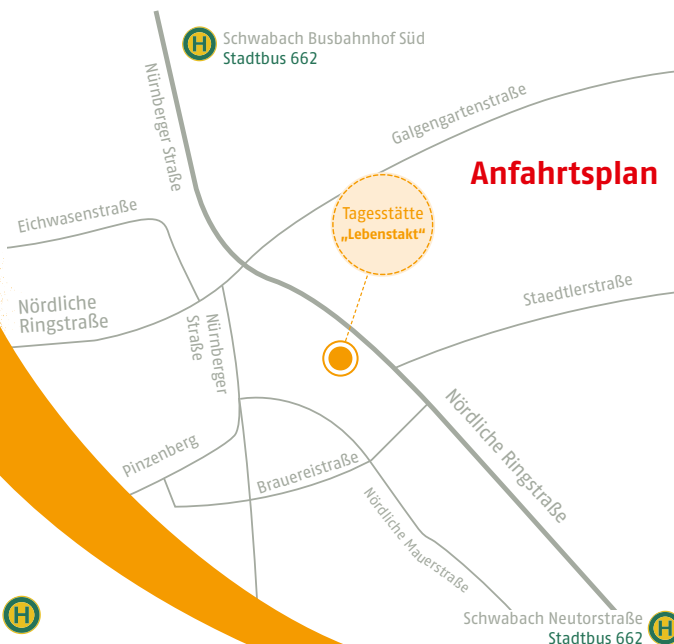 H
Schwabach Busbahnhof Süd
Stadtbus 662
Nürnberger Straße
Galgengartenstraße
Anfahrtsplan
Tagesstätte
„Lebenstakt“
Eichwasenstraße
Staedtlerstraße
Nördliche
Ringstraße
Nürnberger
Straße
Nördliche Ringstraße
Pinzenberg
Brauereistraße
Nördliche Mauerstraße
H
Schwabach Neutorstraße
Stadtbus 662
H